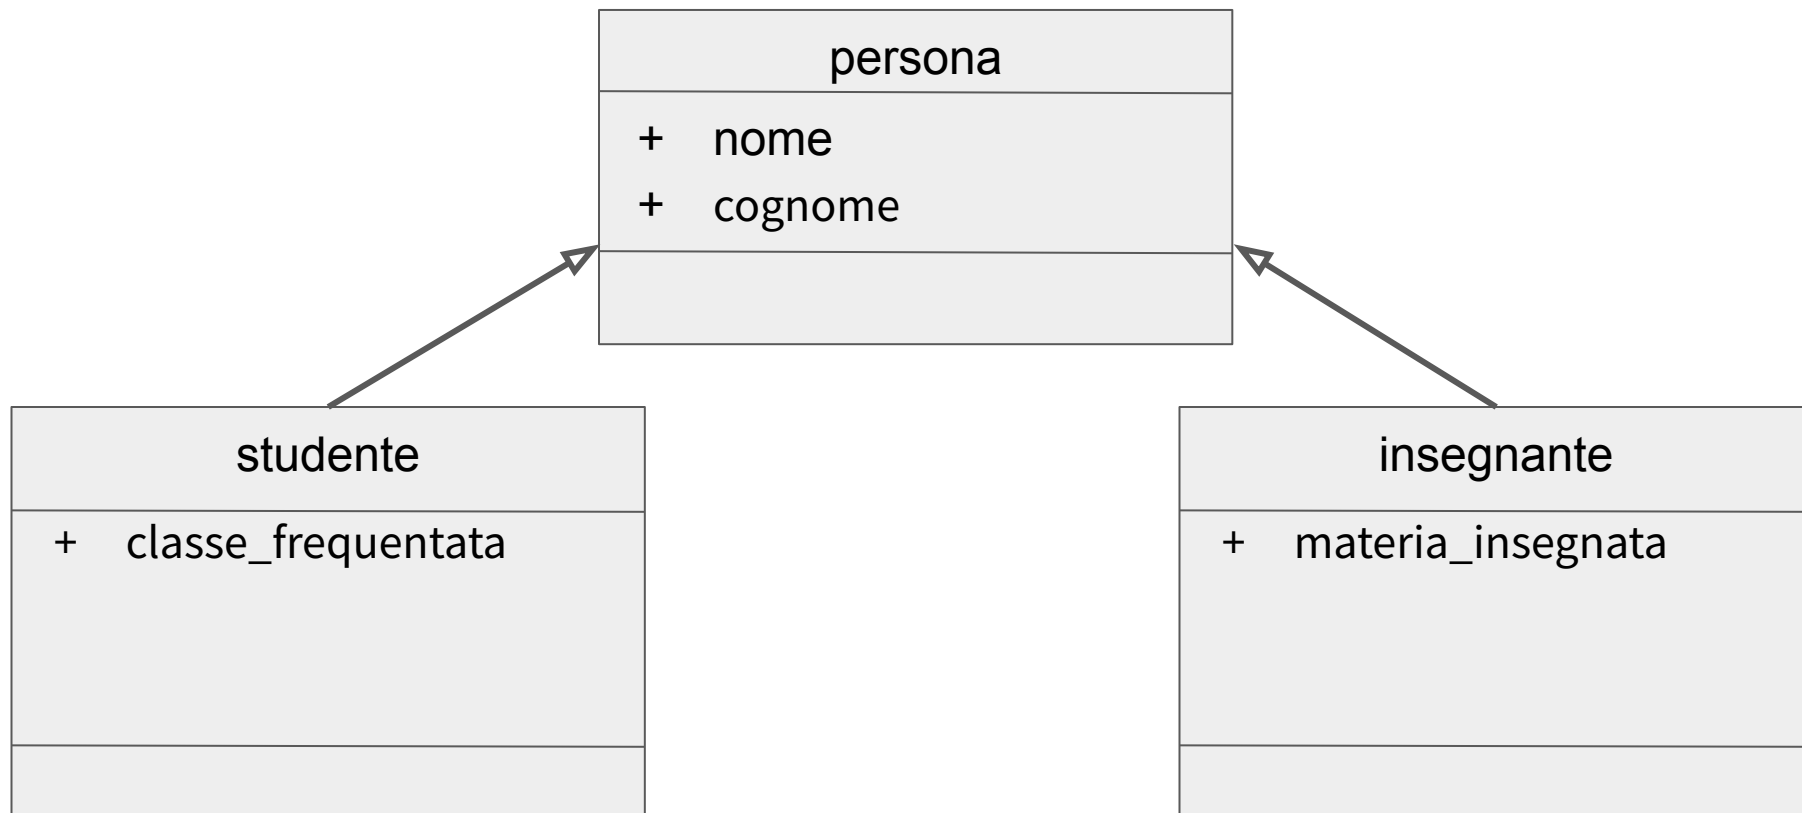 persona
+ nome
+ cognome
studente
+ classe_frequentata
insegnante
+ materia_insegnata